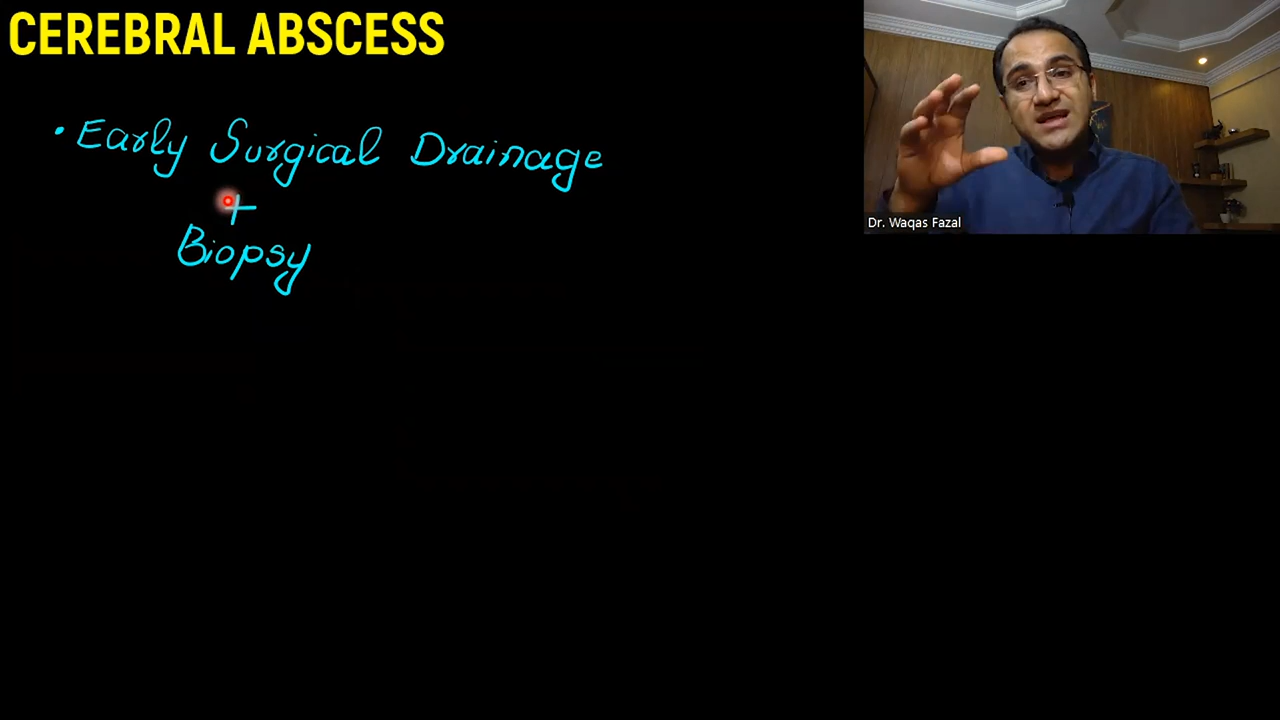 CEREBRAL ABSCESS
• Early Surgical Drainage
+
Biopsy
Dr. Waqas Fazal